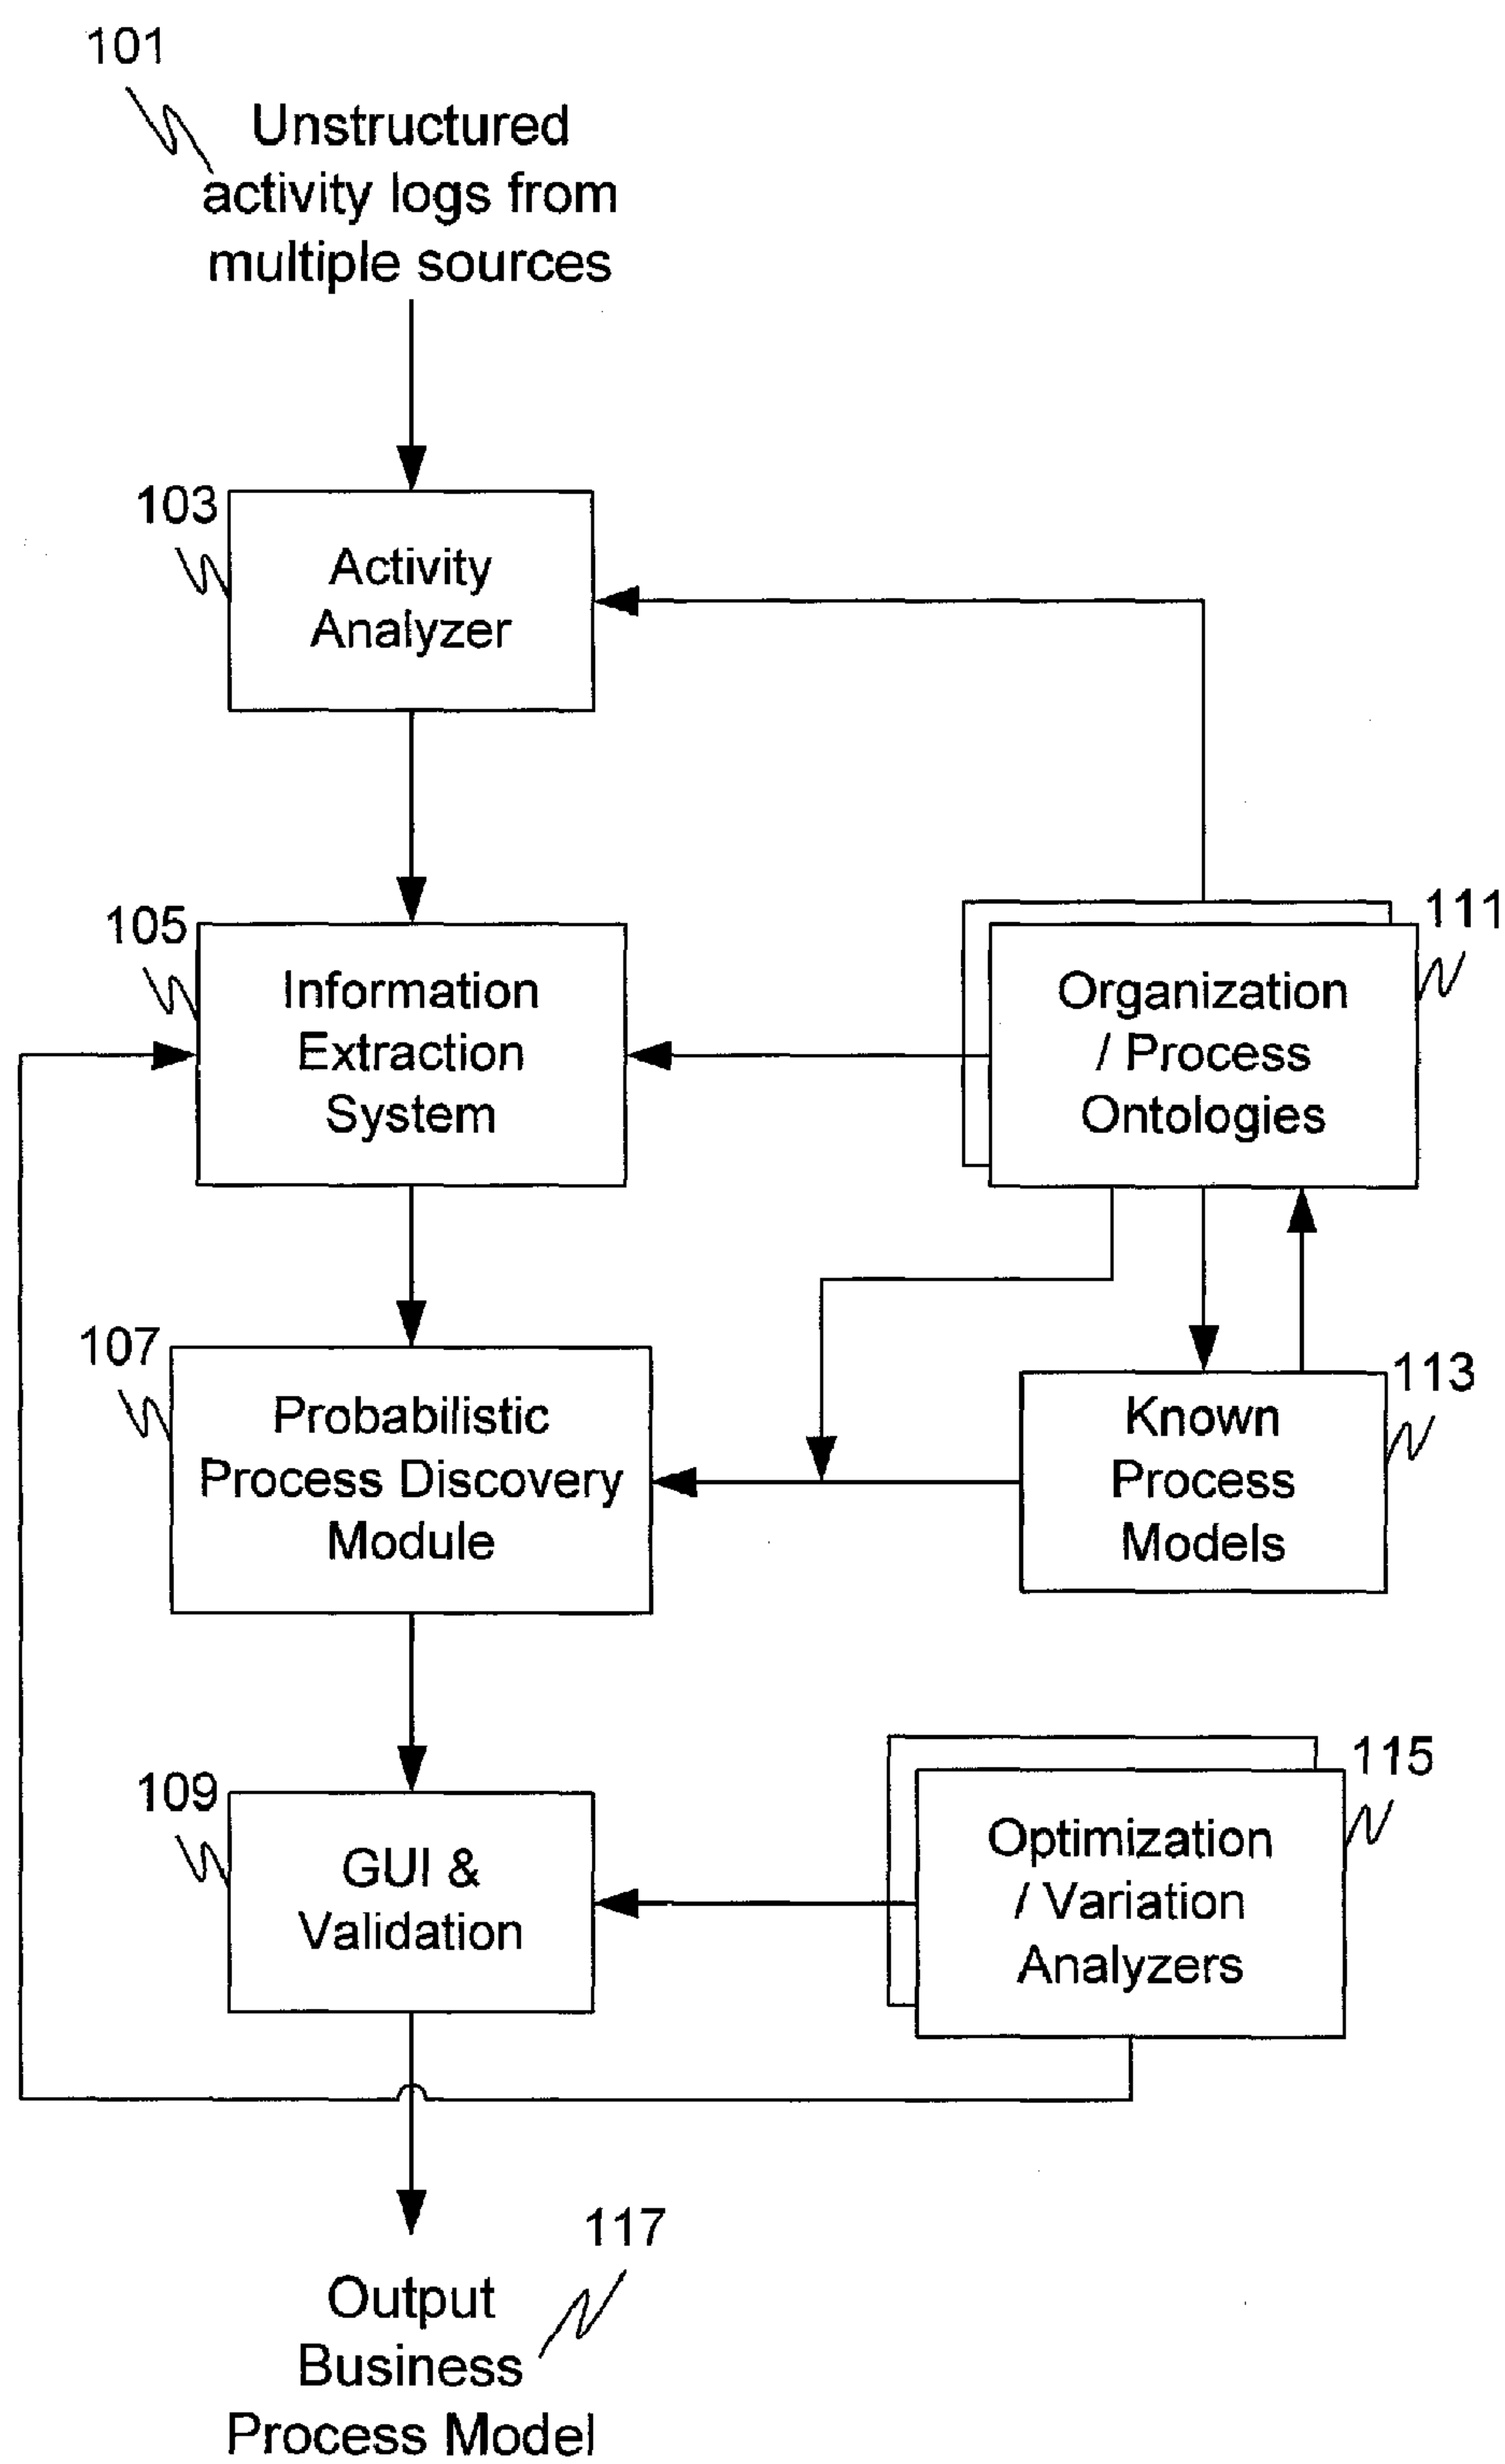 101
Unstructured
activity logs from
multiple sources
103
Activity
Analyzer
105
Information
Extraction
System
111
Organization
/ Process
Ontologies
107
Probabilistic
Process Discovery
Module
113
Known
Process
Models
109
GUI &
Validation
115
Optimization
/ Variation
Analyzers
117
Output
Business
Process Model